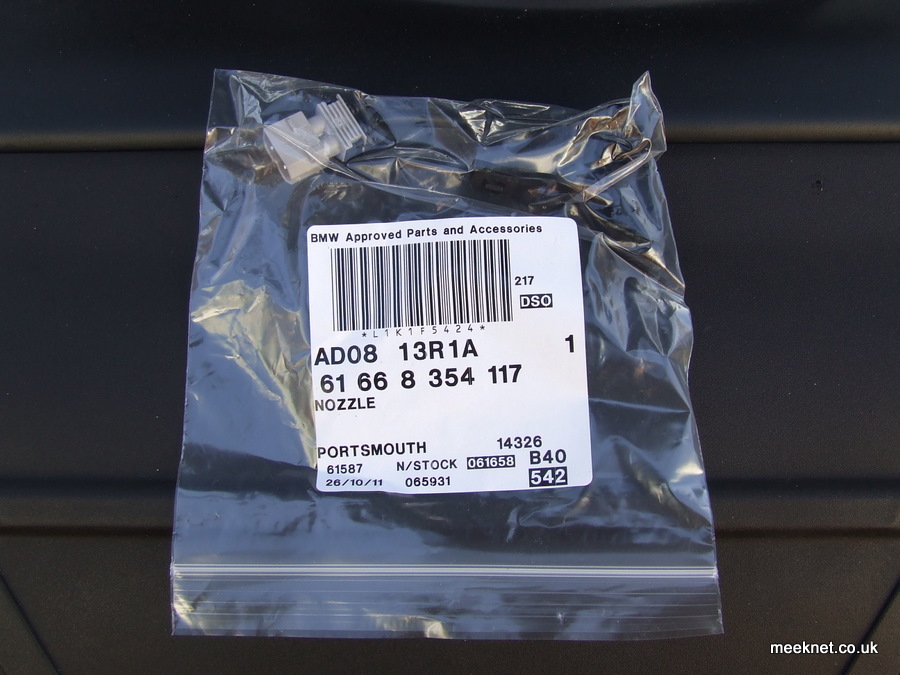 BMW Approved Parts and Accessories
217
DSO
*L1K1F5424*
AD08 13R1A 1
61 66 8 354 117
NOZZLE
PORTSMOUTH 14326
61587 N/STOCK 061658 B40
26/10/11 065931 542
meeknet.co.uk